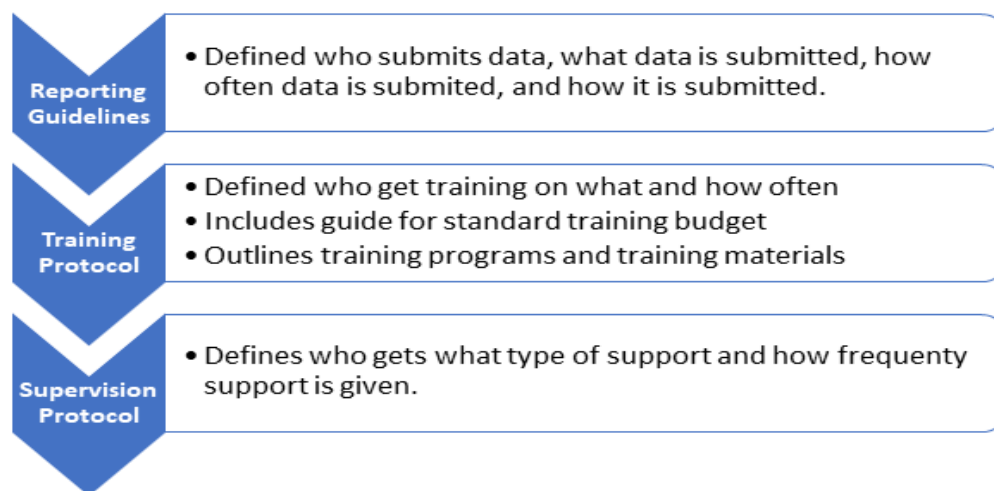 Reporting
Guidelines
• Defined who submits data, what data is submitted, how
often data is submited, and how it is submitted.
Training
Protocol
• Defined who get training on what and how often
• Includes guide for standard training budget
• Outlines training programs and training materials
Supervision
Protocol
• Defines who gets what type of support and how frequenty
support is given.